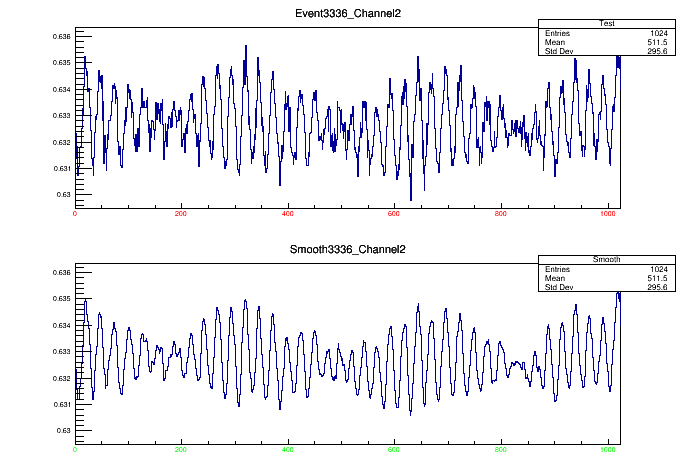 Event3336_Channel2
Test
Entries 1024
Mean 511.5
Std Dev 295.6
0.636
0.635
0.634
0.633
0.632
0.631
0.63
0 200 400 600 800 1000
Smooth3336_Channel2
Smooth
Entries 1024
Mean 511.5
Std Dev 295.6
0.636
0.635
0.634
0.633
0.632
0.631
0.63
0 200 400 600 800 1000